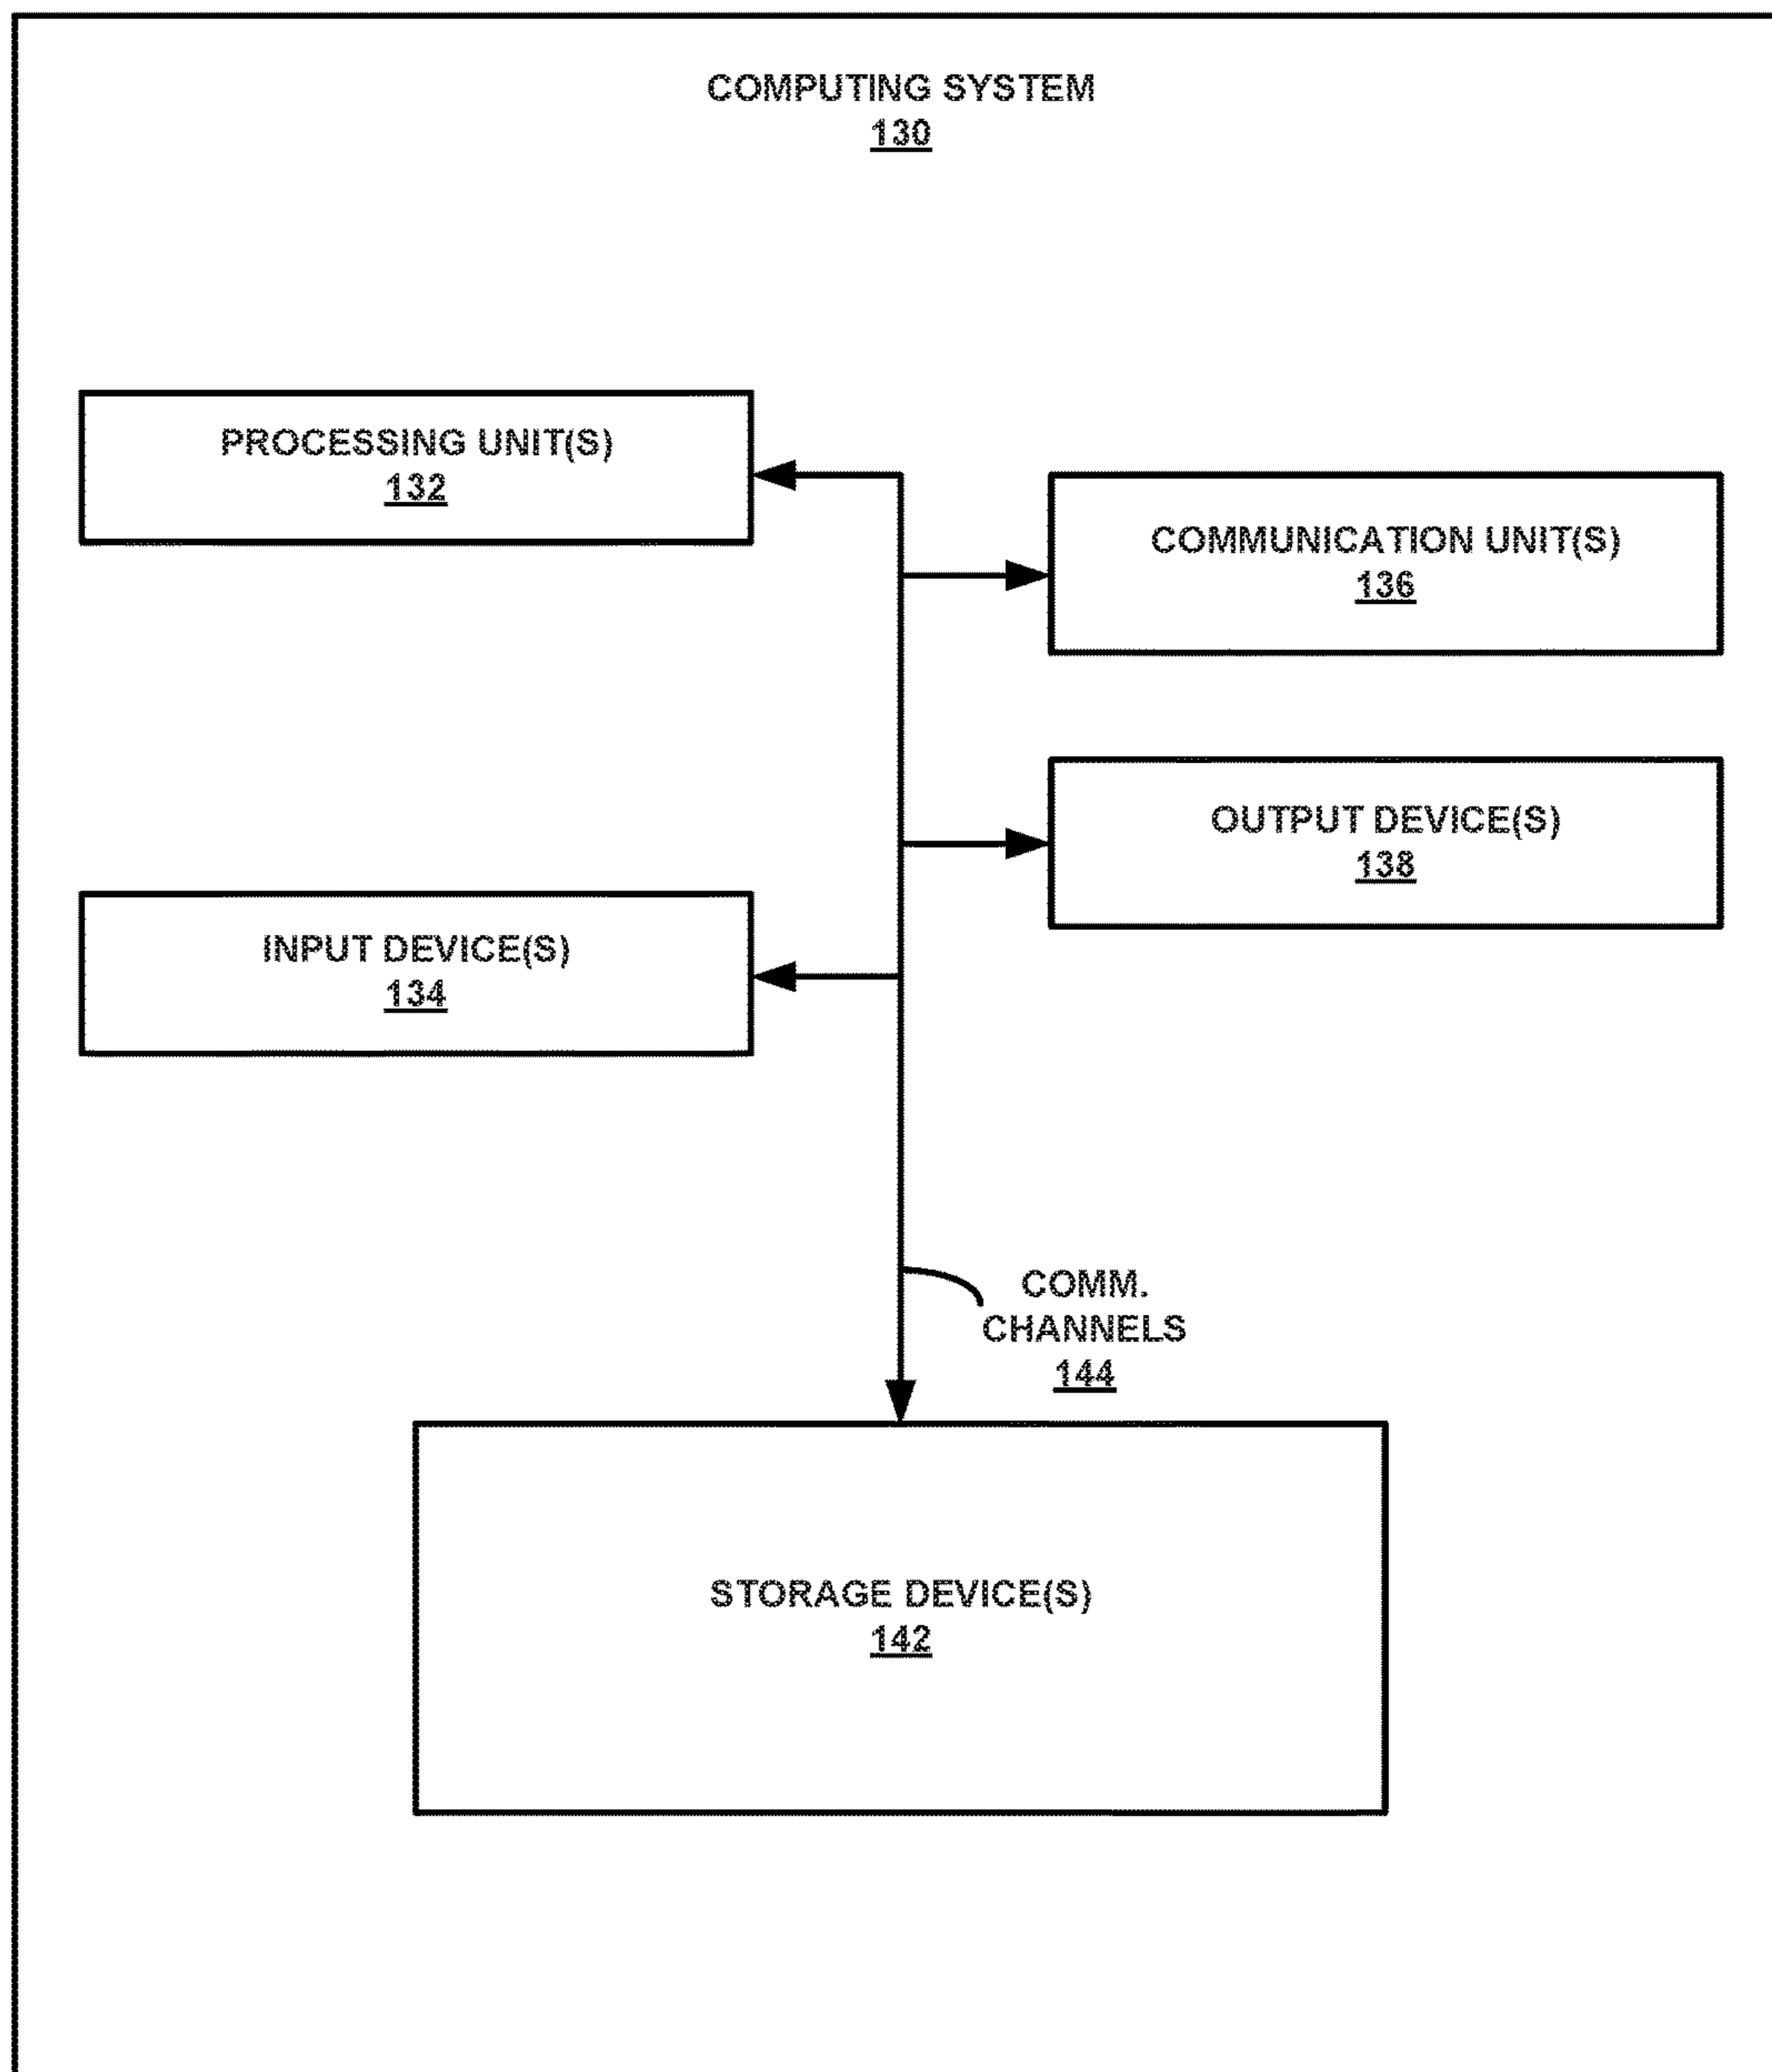 COMPUTING SYSTEM
130
PROCESSING UNIT(S)
132
COMMUNICATION UNIT(S)
136
OUTPUT DEVICE(S)
138
INPUT DEVICE(S)
134
COMM.
CHANNELS
144
STORAGE DEVICE(S)
142